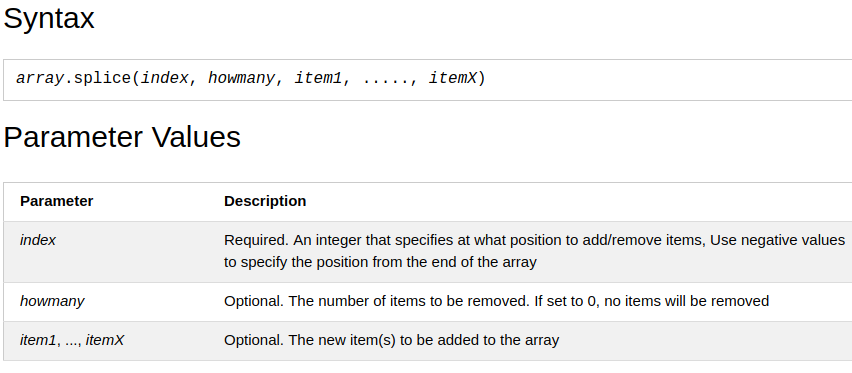 Syntax
array.splice(index, howmany, item1, ....., itemX)
Parameter Values
Parameter Description
index Required. An integer that specifies at what position to add/remove items, Use negative values
to specify the position from the end of the array
howmany Optional. The number of items to be removed. If set to 0, no items will be removed
item1, ..., itemX Optional. The new item(s) to be added to the array